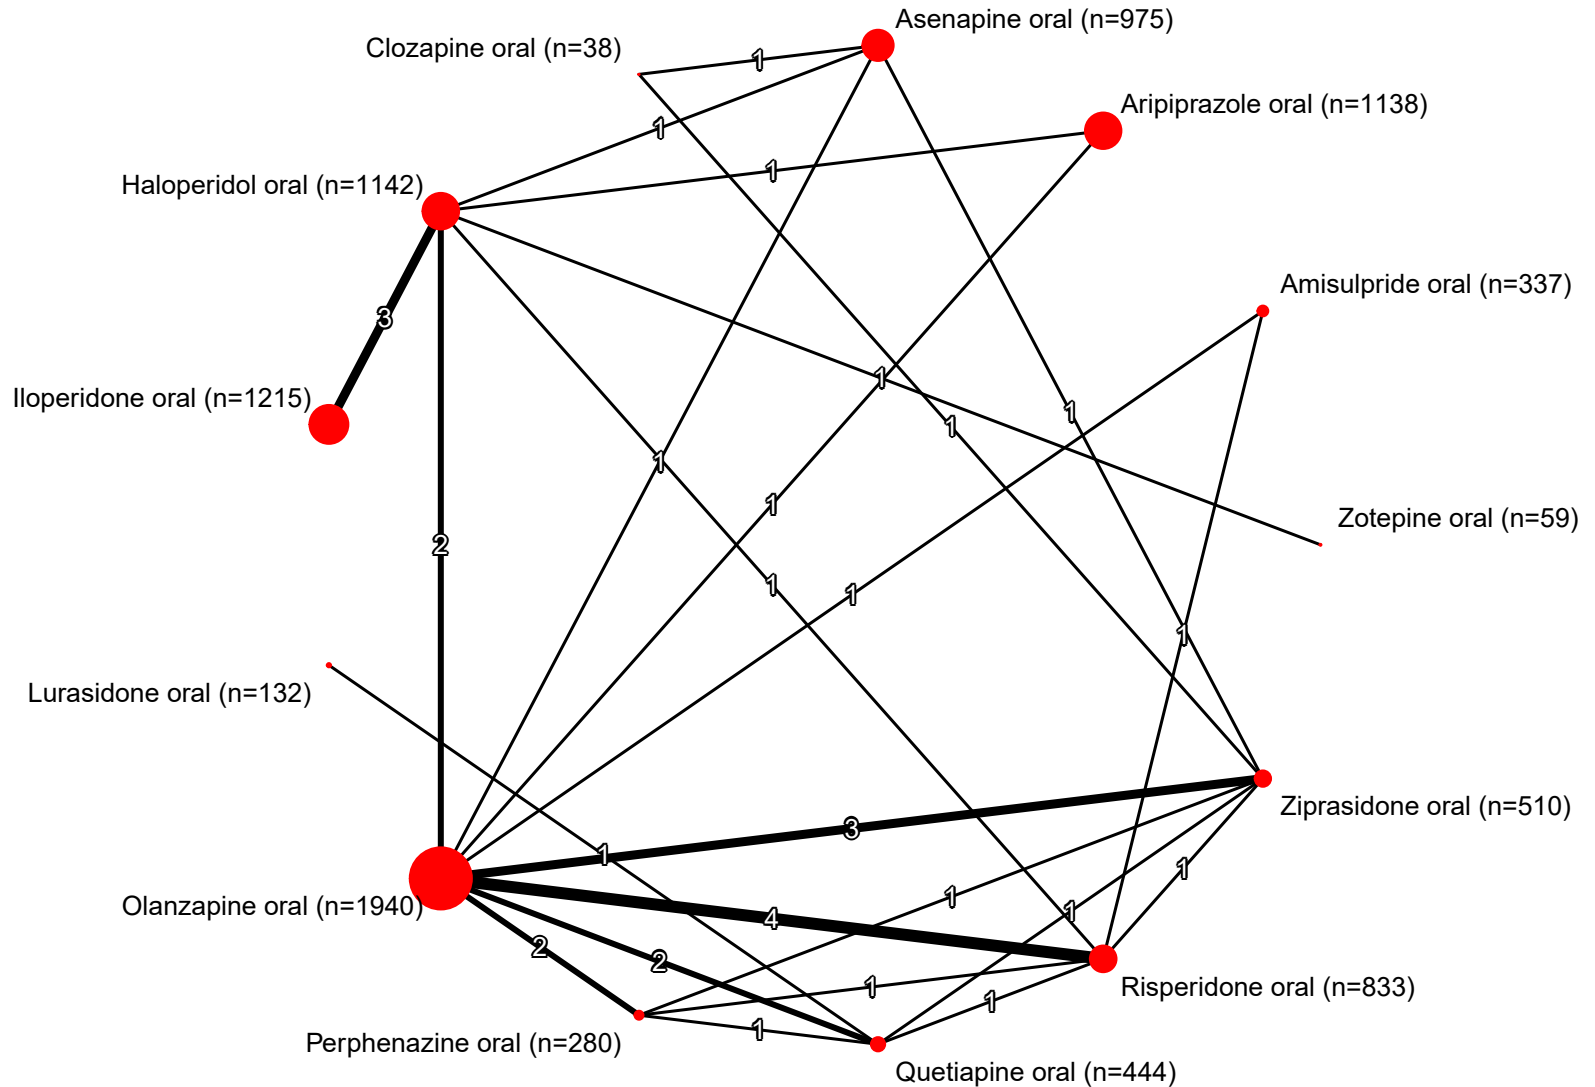 Asenapine oral (n=975)
Clozapine oral (n=38)
1
Aripiprazole oral (n=1138)
1
1
Haloperidol oral (n=1142)
Amisulpride oral (n=337)
3
1
Iloperidone oral (n=1215)
1
1
1
1
Zotepine oral (n=59)
2
1
1
1
Lurasidone oral (n=132)
Ziprasidone oral (n=510)
3
1
1
Olanzapine oral (n=1940)
1
1
4
2
2
1
Risperidone oral (n=833)
1
1
Perphenazine oral (n=280)
Quetiapine oral (n=444)